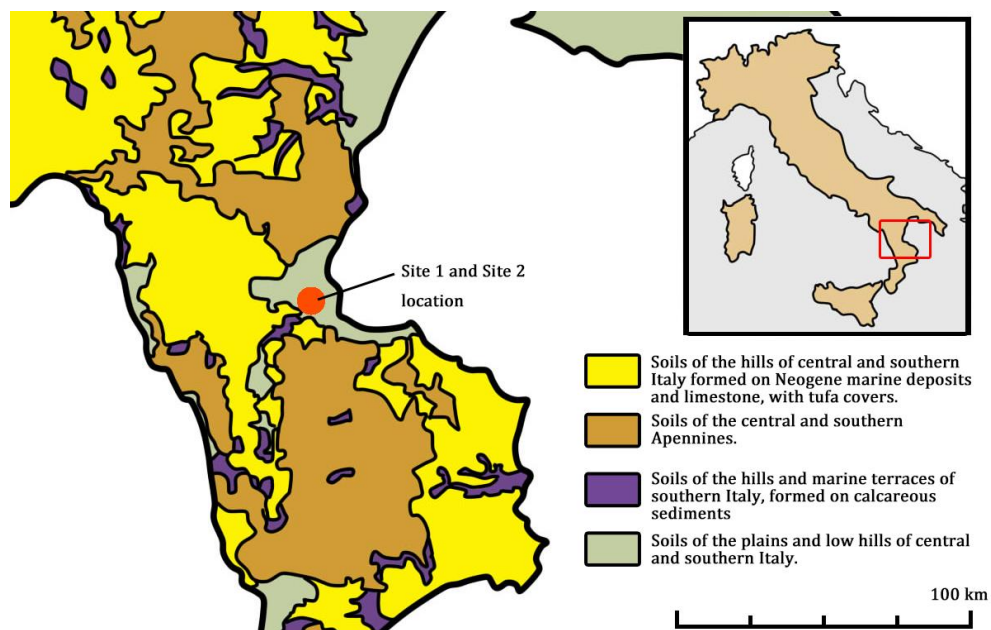 Site 1 and Site 2
location
Soils of the hills of central and southern
Italy formed on Neogene marine deposits
and limestone, with tufa covers.
Soils of the central and southern
Apennines.
Soils of the hills and marine terraces of
southern Italy, formed on calcareous
sediments
Soils of the plains and low hills of central
and southern Italy.
100 km